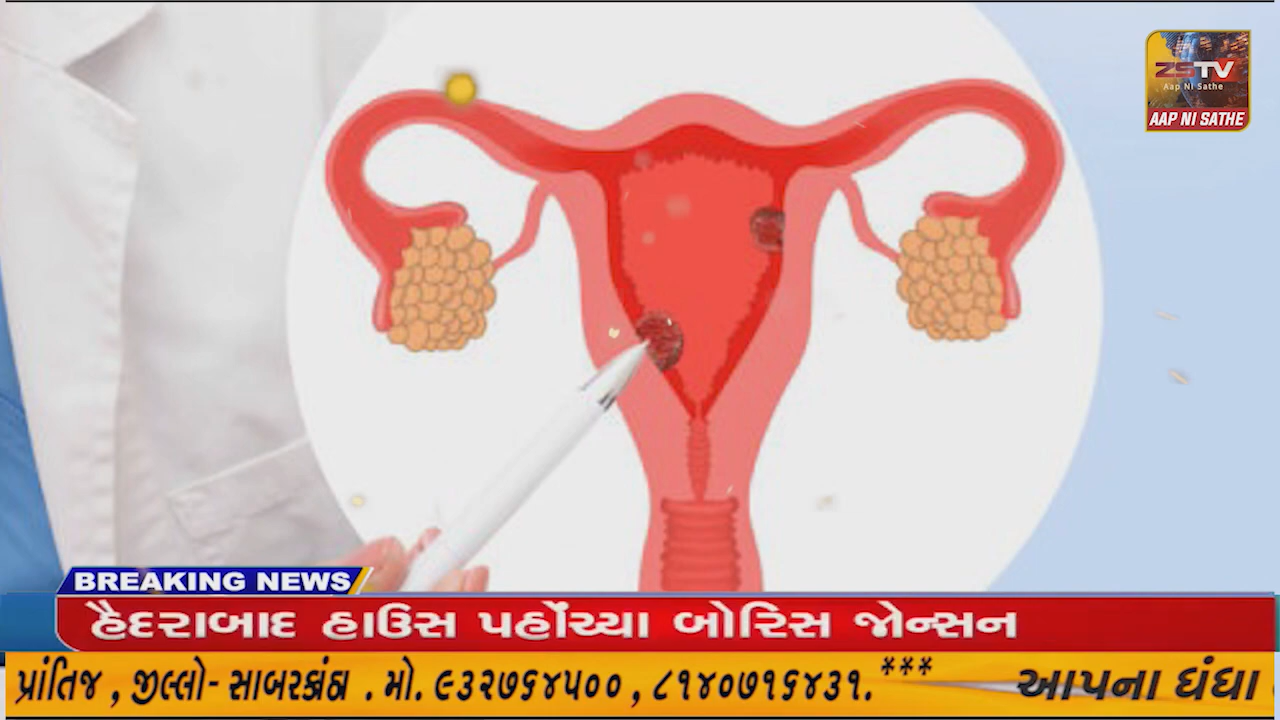 ZSTV
Aap Ni Sathe
AAP NI SATHE
BREAKING NEWS
હૈદરાબાદ હાઉસ પહોંચ્યા બોરિસ જોન્સન
પ્રાંતિજ , જીલ્લો- સાબરકાંઠા . મો. ૯૩૨૭૬૪૫૦૦ , ૮૧૪૦૭૧૬૪૩૧.*** આપના ધંધા